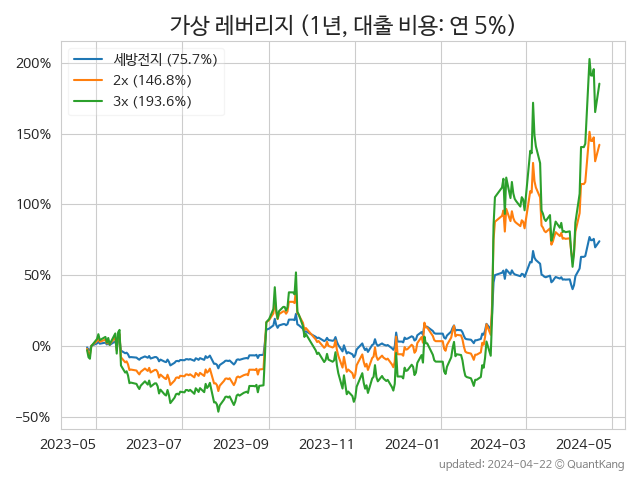 가상 레버리지 (1년, 대출 비용: 연 5%)
세방전지 (75.7%)
2x (146.8%)
3x (193.6%)
200%
150%
100%
50%
0%
−50%
2023-05 2023-07 2023-09 2023-11 2024-01 2024-03 2024-05
updated: 2024-04-22 © QuantKang